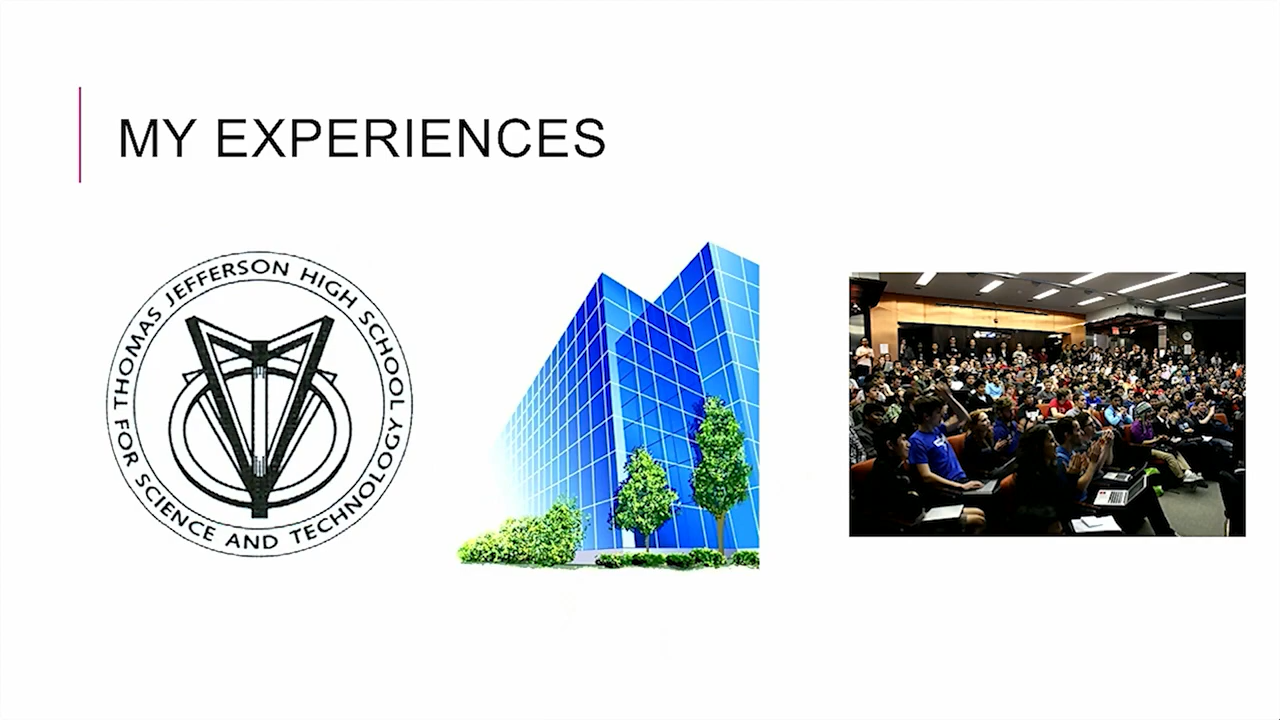 MY EXPERIENCES
THOMAS JEFFERSON HIGH SCHOOL
FOR SCIENCE AND TECHNOLOGY